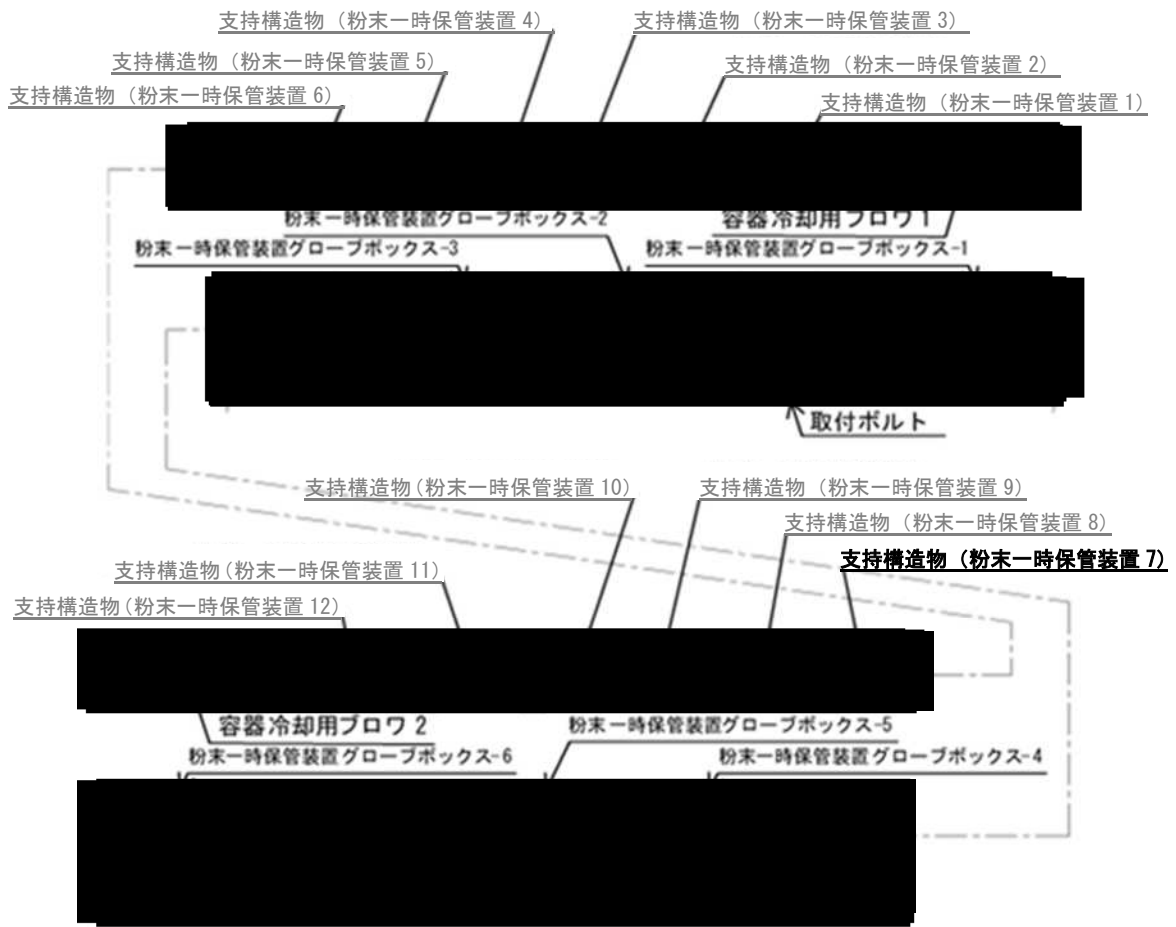 支持構造物（粉末一時保管装置 4）
支持構造物（粉末一時保管装置 3）
支持構造物（粉末一時保管装置 5）
支持構造物（粉末一時保管装置 2）
支持構造物（粉末一時保管装置 6）
支持構造物（粉末一時保管装置 1）
粉末一時保管装置グローブボックス-2
容器冷却用ブロワ 1
粉末一時保管装置グローブボックス-3
粉末一時保管装置グローブボックス-1
取付ボルト
支持構造物（粉末一時保管装置 10）
支持構造物（粉末一時保管装置 9）
支持構造物（粉末一時保管装置 8）
支持構造物（粉末一時保管装置 7）
支持構造物（粉末一時保管装置 11）
支持構造物（粉末一時保管装置 12）
容器冷却用ブロワ 2
粉末一時保管装置グローブボックス-5
粉末一時保管装置グローブボックス-6
粉末一時保管装置グローブボックス-4